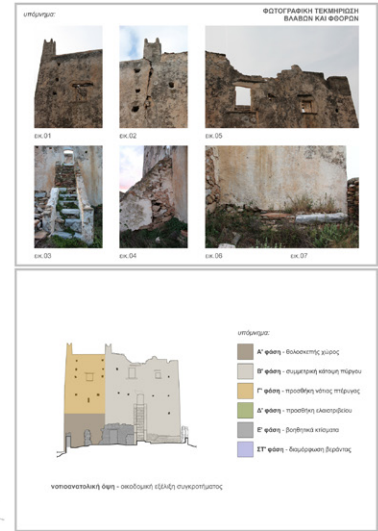 υπόμνημα:
ΦΩΤΟΓΡΑΦΙΚΗ ΤΕΚΜΗΡΙΩΣΗ
ΒΛΑΒΩΝ ΚΑΙ ΦΘΟΡΩΝ
εικ.01
εικ.02
εικ.05
εικ.03
εικ.04
εικ.06
εικ.07
υπόμνημα:
Α' φάση - θολοσκεπής χώρος
Β' φάση - συμμετρική κάτοψη πύργου
Γ' φάση - προσθήκη νότιας πτέρυγας
Δ' φάση - προσθήκη ελαιοτριβείου
Ε' φάση - βοηθητικά κτίσματα
ΣΤ' φάση - διαμόρφωση βεράντας
νοτιοανατολική όψη - οικοδομική εξέλιξη συγκροτήματος